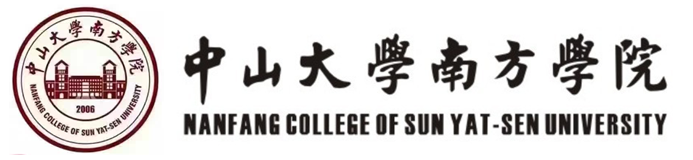 中山大學南方學院
2006
NANFANG COLLEGE OF SUN YAT-SEN UNIVERSITY
中山大學南方學院
NANFANG COLLEGE OF SUN YAT-SEN UNIVERSITY